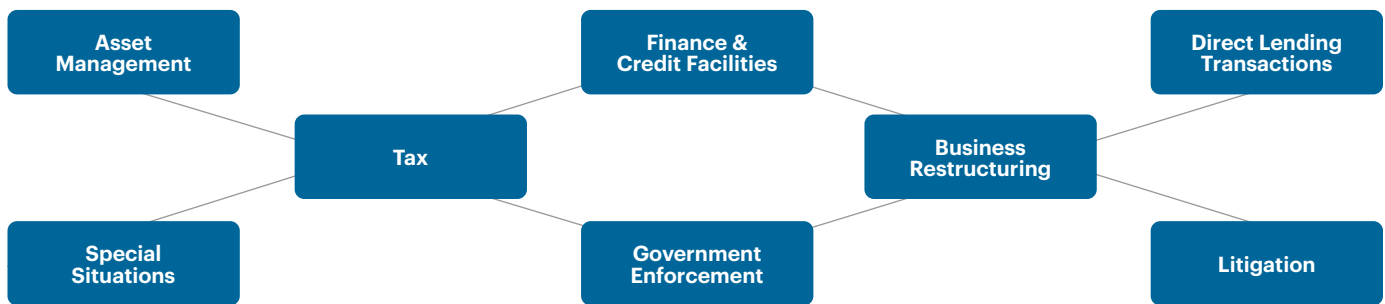 Asset
Management
Finance &
Credit Facilities
Direct Lending
Transactions
Tax
Business
Restructuring
Special
Situations
Government
Enforcement
Litigation